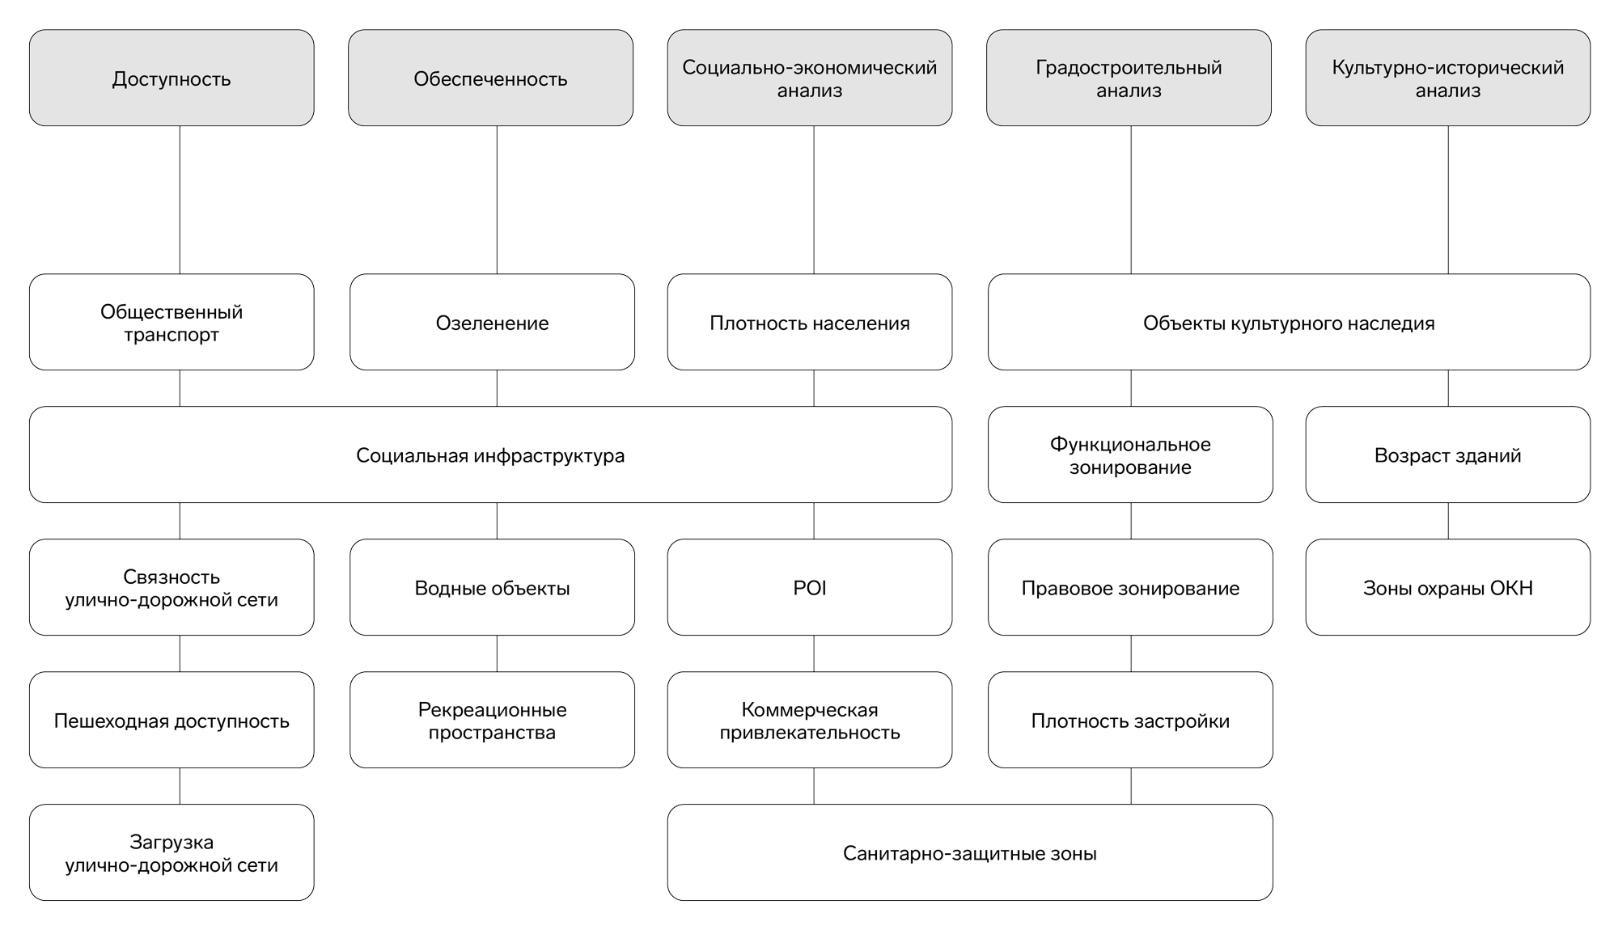 Доступность
Обеспеченность
Социально-экономический
анализ
Градостроительный
анализ
Культурно-исторический
анализ
Общественный
транспорт
Озеленение
Плотность населения
Объекты культурного наследия
Социальная инфраструктура
Функциональное
зонирование
Возраст зданий
Связность
улично-дорожной сети
Водные объекты
POI
Правовое зонирование
Зоны охраны ОКН
Пешеходная доступность
Рекреационные
пространства
Коммерческая
привлекательность
Плотность застройки
Загрузка
улично-дорожной сети
Санитарно-защитные зоны